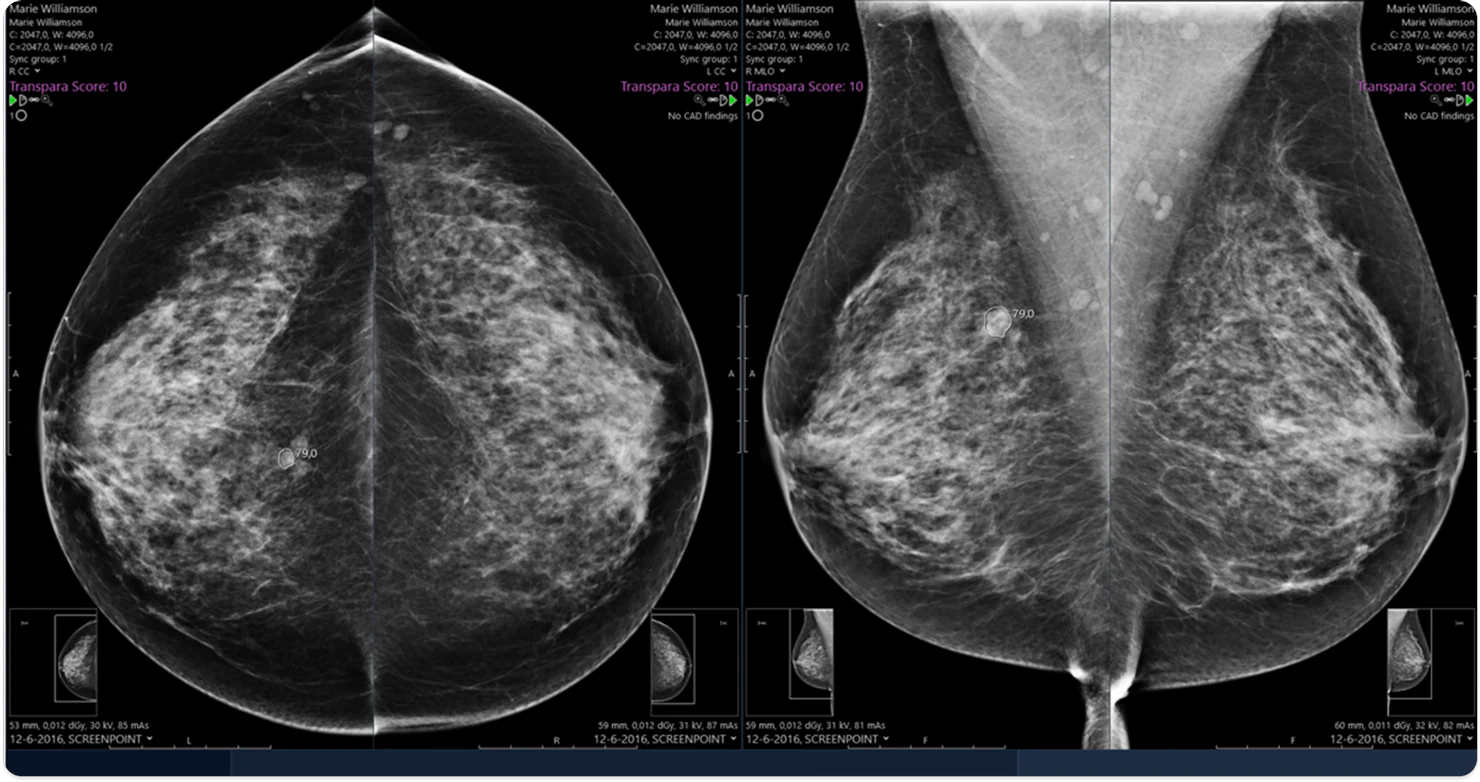 Marie Williamson
Marie Williamson
C: 2047,0, W: 4096,0
C=2047,0, W=4096,0 1/2
Sync group: 1
R CC
Transpara Score: 10
1
Marie Williamson
Marie Williamson
C: 2047,0, W: 4096,0
C=2047,0, W=4096,0 1/2
Sync group: 1
L CC
Transpara Score: 10
No CAD findings
A
A
79,0
53 mm, 0,012 dGy, 30 kV, 85 mAs
12-6-2016, SCREENPOINT
L
59 mm, 0,012 dGy, 31 kV, 87 mAs
R
12-6-2016, SCREENPOINT
Marie Williamson
Marie Williamson
C: 2047,0, W: 4096,0
C=2047,0, W=4096,0 1/2
Sync group: 1
R MLO
Transpara Score: 10
1
Marie Williamson
Marie Williamson
C: 2047,0, W: 4096,0
C=2047,0, W=4096,0 1/2
Sync group: 1
L MLO
Transpara Score: 10
No CAD findings
79,0
A
A
59 mm, 0,012 dGy, 31 kV, 81 mAs
12-6-2016, SCREENPOINT
F
60 mm, 0,011 dGy, 32 kV, 82 mAs
F
12-6-2016, SCREENPOINT